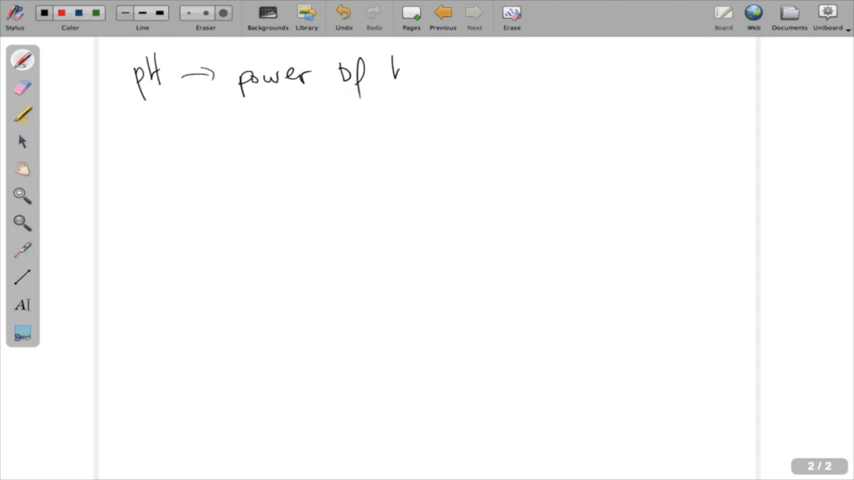 Stylus Color Line Eraser Backgrounds Library Undo Redo Pages Previous Next Erase Board Web Documents Uniboard
pH → power of
AI
2 / 2